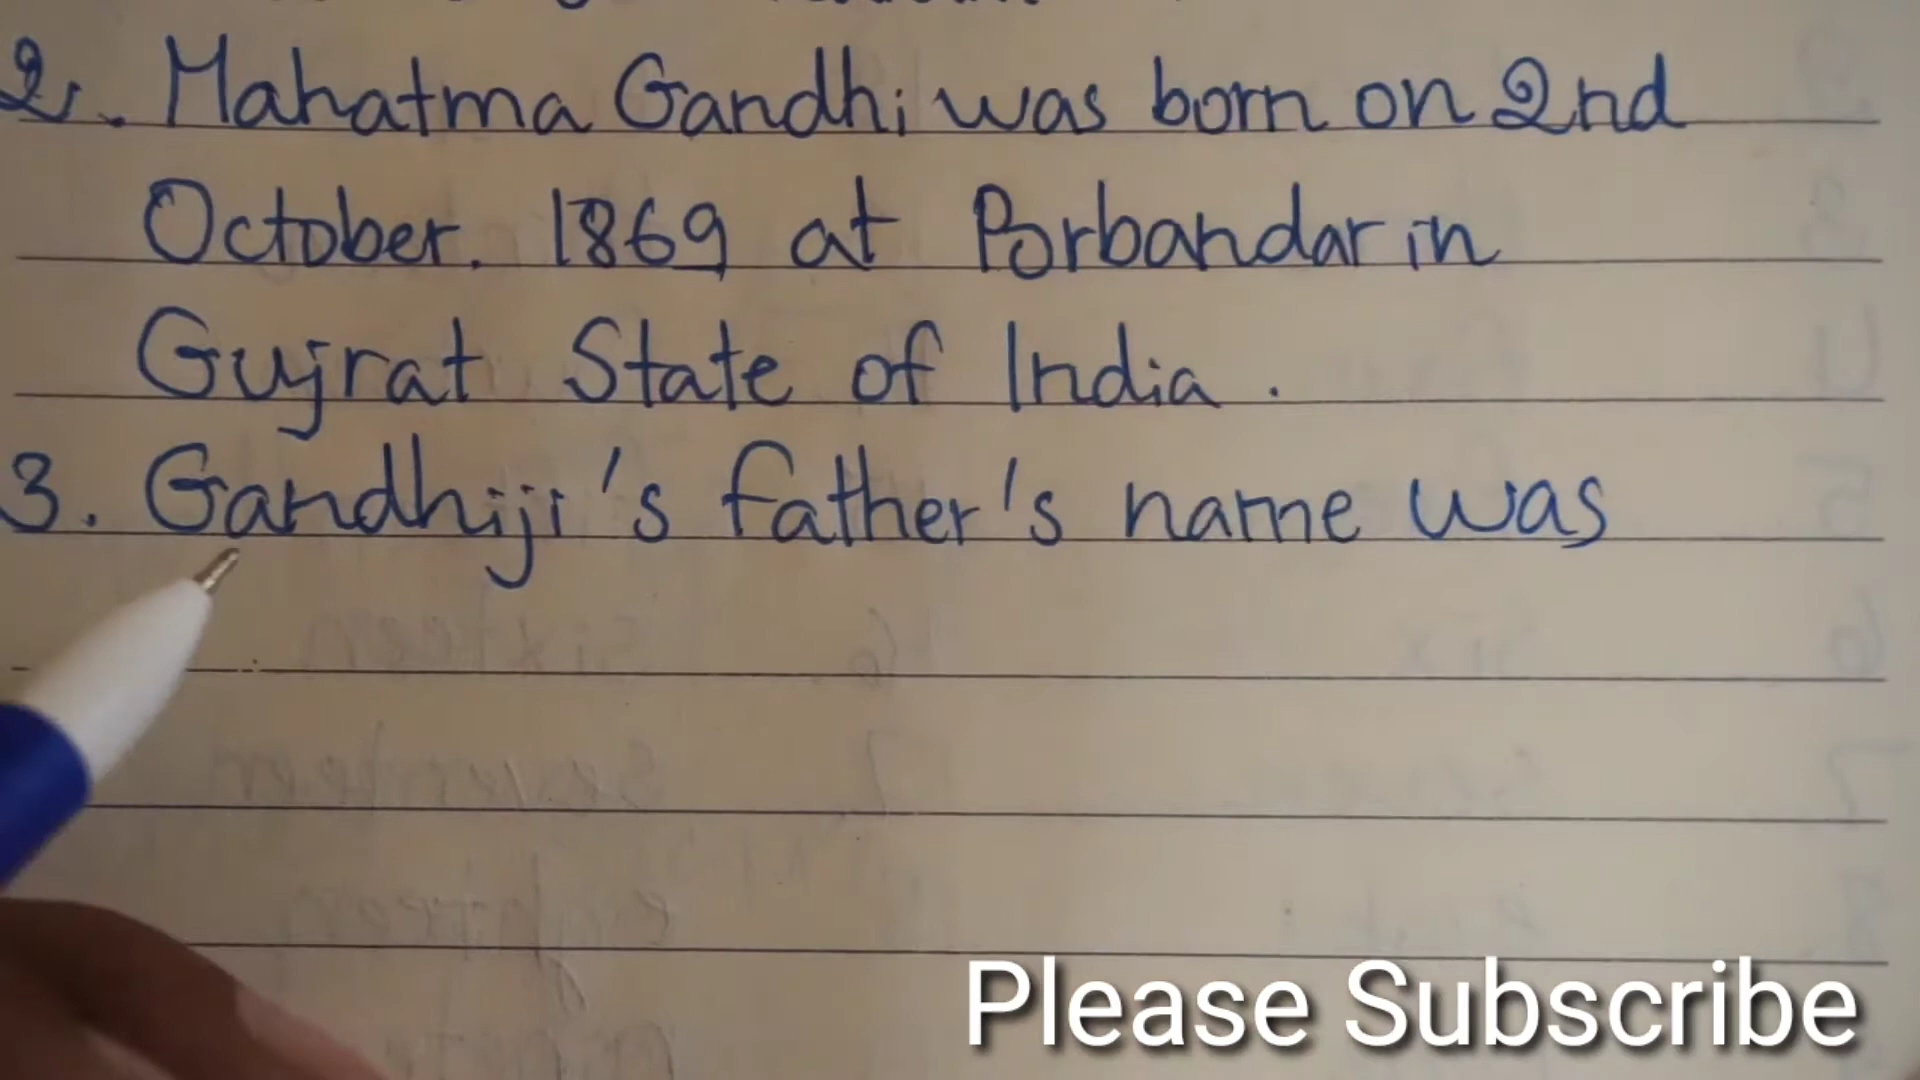 2. Mahatma Gandhi was born on 2nd
October. 1869 at Porbandar in
Gujrat State of India.
3. Gandhiji's father's name was
Please Subscribe